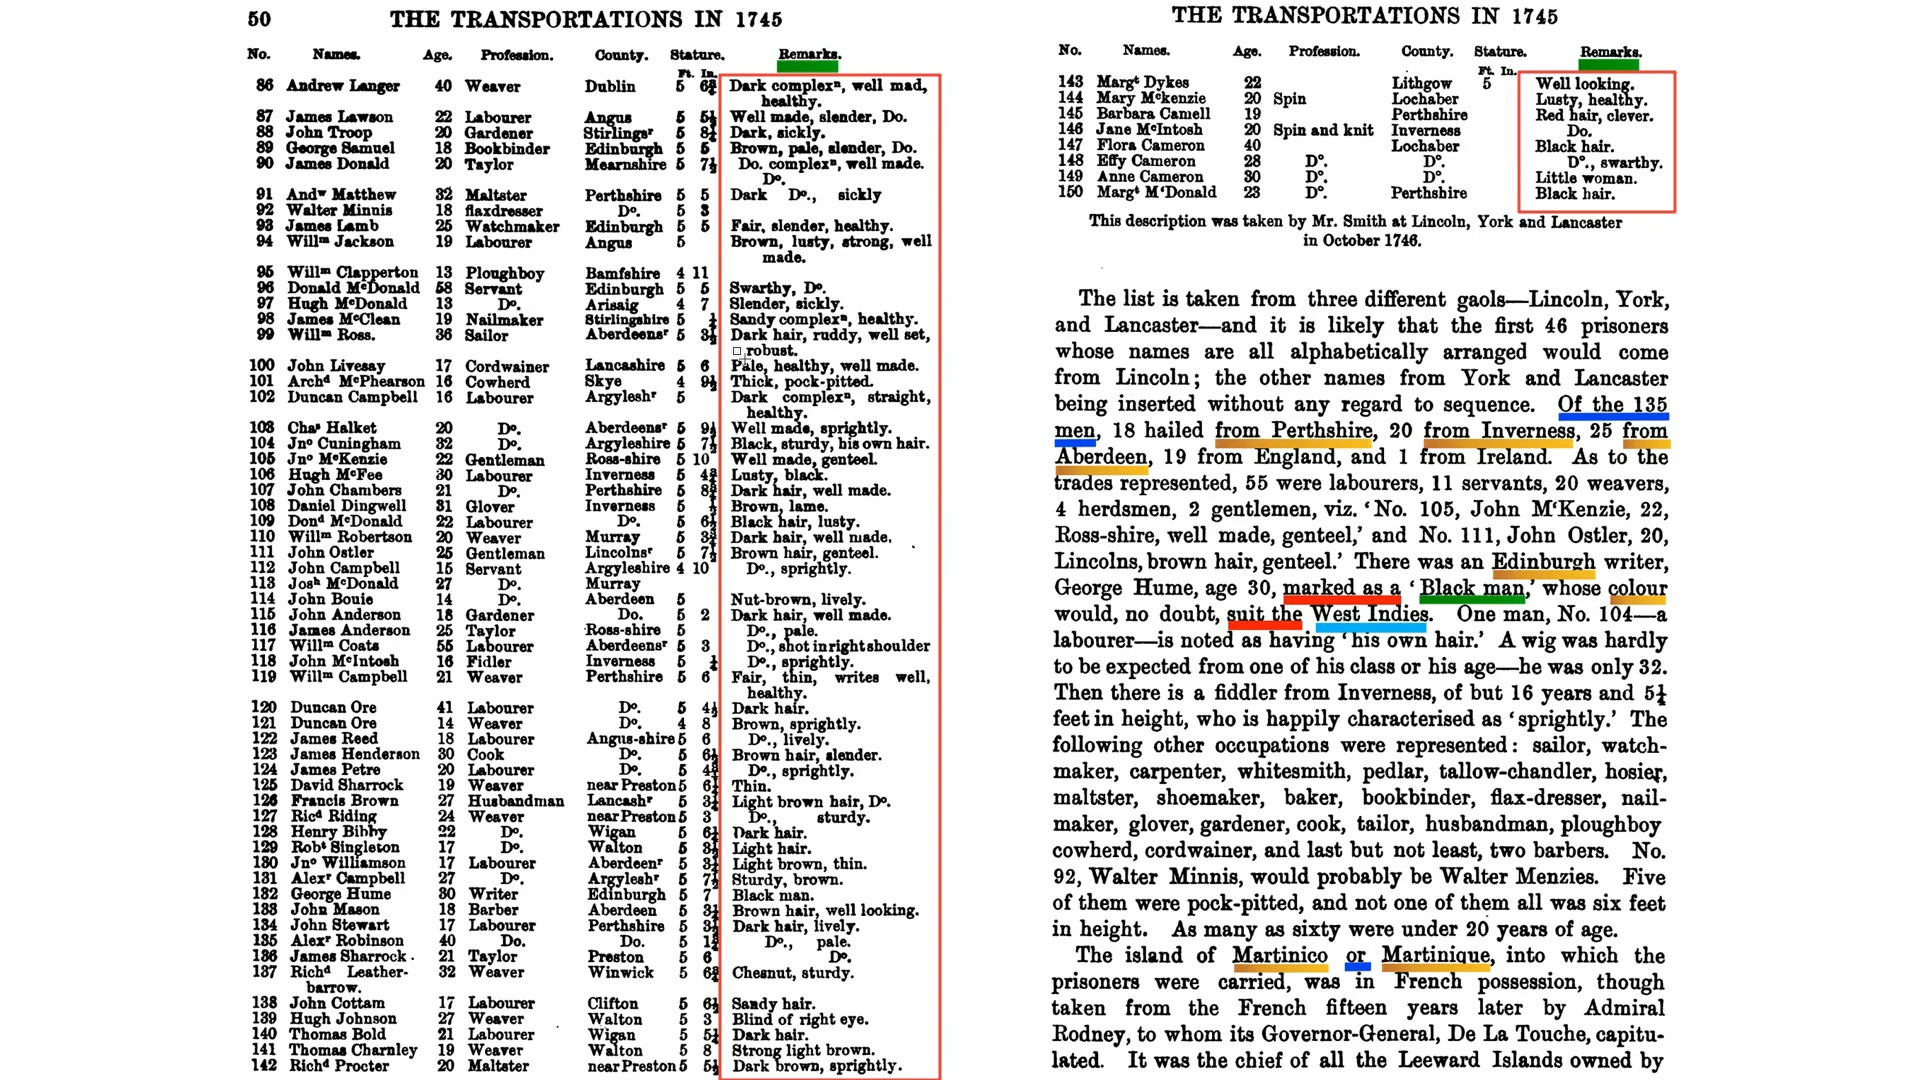 50 THE TRANSPORTATIONS IN 1745
No. Names. Age. Profession. County. Stature. Remarks.
Ft. In.
86 Andrew Langer 40 Weaver Dublin 5 6¾ Dark complexⁿ, well mad,
healthy.
87 James Lawson 22 Labourer Angus 5 5½ Well made, slender, Do.
88 John Troop 20 Gardener Stirlingsʳ 5 8¾ Dark, sickly.
89 George Samuel 18 Bookbinder Edinburgh 5 5 Brown, pale, slender, Do.
90 James Donald 20 Taylor Mearnshire 5 7½ Do. complexⁿ, well made.
Dº.
91 Andʷ Matthew 32 Maltster Perthshire 5 5 Dark Dº., sickly
92 Walter Minnis 18 flaxdresser Dº. 5 3
93 James Lamb 25 Watchmaker Edinburgh 5 5 Fair, slender, healthy.
94 Willᵐ Jackson 19 Labourer Angus 5 Brown, lusty, strong, well
made.
95 Willᵐ Clapperton 13 Ploughboy Bamfshire 4 11
96 Donald MᶜDonald 58 Servant Edinburgh 5 5 Swarthy, Dº.
97 Hugh MᶜDonald 13 Dº. Arisaig 4 7 Slender, sickly.
98 James MᶜClean 19 Nailmaker Stirlingshire 5 ½ Sandy complexⁿ, healthy.
99 Willᵐ Ross. 36 Sailor Aberdeensʳ 5 3½ Dark hair, ruddy, well set,
robust.
100 John Livesay 17 Cordwainer Lancashire 5 6 Pale, healthy, well made.
101 Archᵈ MᶜPhearson 16 Cowherd Skye 4 9½ Thick, pock-pitted.
102 Duncan Campbell 16 Labourer Argyleshʳ 5 Dark complexⁿ, straight,
healthy.
103 Chaˢ Halket 20 Dº. Aberdeensʳ 5 9½ Well made, sprightly.
104 Jnº Cuningham 32 Dº. Argyleshire 5 7½ Black, sturdy, his own hair.
105 Jnº MᶜKenzie 22 Gentleman Ross-shire 5 10 Well made, genteel.
106 Hugh MᶜFee 30 Labourer Inverness 5 4¾ Lusty, black.
107 John Chambers 21 Dº. Perthshire 5 8¾ Dark hair, well made.
108 Daniel Dingwell 31 Glover Inverness 5 ½ Brown, lame.
109 Donᵈ MᶜDonald 22 Labourer Dº. 5 6½ Black hair, lusty.
110 Willᵐ Robertson 20 Weaver Murray 5 3¾ Dark hair, well made.
111 John Ostler 25 Gentleman Lincolnsʳ 5 7½ Brown hair, genteel.
112 John Campbell 15 Servant Argyleshire 4 10 Dº., sprightly.
113 Josʰ McDonald 27 Dº. Murray
114 John Bouie 14 Dº. Aberdeen 5 Nut-brown, lively.
115 John Anderson 18 Gardener Do. 5 2 Dark hair, well made.
116 James Anderson 25 Taylor Ross-shire 5 Dº., pale.
117 Willᵐ Coats 55 Labourer Aberdeensʳ 5 3 Dº., shot in right shoulder
118 John MᶜIntosh 16 Fidler Inverness 5 ½ Dº., sprightly.
119 Willᵐ Campbell 21 Weaver Perthshire 5 6 Fair, thin, writes well,
healthy.
120 Duncan Ore 41 Labourer Dº. 5 4½ Dark hair.
121 Duncan Ore 14 Weaver Dº. 4 8 Brown, sprightly.
122 James Reed 18 Labourer Angus-shire 5 6 Dº., lively.
123 James Henderson 30 Cook Dº. 5 6½ Brown hair, slender.
124 James Petre 20 Labourer Dº. 5 4¾ Dº., sprightly.
125 David Sharrock 19 Weaver near Preston 5 6½ Thin.
126 Francis Brown 27 Husbandman Lancashʳ 5 3½ Light brown hair, Dº.
127 Ricᵈ Riding 24 Weaver near Preston 5 3 Dº., sturdy.
128 Henry Bibby 22 Dº. Wigan 5 6½ Dark hair.
129 Robᵗ Singleton 17 Dº. Walton 5 3½ Light hair.
130 Jnº Williamson 17 Labourer Aberdeenʳ 5 3½ Light brown, thin.
131 Alexʳ Campbell 27 Dº. Argyleshʳ 5 7½ Sturdy, brown.
132 George Hume 30 Writer Edinburgh 5 7 Black man.
133 John Mason 18 Barber Aberdeen 5 3½ Brown hair, well looking.
134 John Stewart 17 Labourer Perthshire 5 3½ Dark hair, lively.
135 Alexʳ Robinson 40 Do. Do. 5 1¾ Dº., pale.
136 James Sharrock 21 Taylor Preston 5 6 Dº.
137 Richᵈ Leather- 32 Weaver Winwick 5 6¾ Chesnut, sturdy.
barrow.
138 John Cottam 17 Labourer Clifton 5 6½ Sandy hair.
139 Hugh Johnson 27 Weaver Walton 5 3 Blind of right eye.
140 Thomas Bold 21 Labourer Wigan 5 5½ Dark hair.
141 Thomas Charnley 19 Weaver Walton 5 8 Strong light brown.
142 Richᵈ Procter 20 Maltster near Preston 5 5½ Dark brown, sprightly.
THE TRANSPORTATIONS IN 1745
No. Names. Age. Profession. County. Stature. Remarks.
Ft. In.
143 Margᵗ Dykes 22 Lithgow 5 Well looking.
144 Mary Mᶜkenzie 20 Spin Lochaber Lusty, healthy.
145 Barbara Camell 19 Perthshire Red hair, clever.
146 Jane MᶜIntosh 20 Spin and knit Inverness Do.
147 Flora Cameron 40 Lochaber Black hair.
148 Effy Cameron 28 Dº. Dº. Dº., swarthy.
149 Anne Cameron 30 Dº. Dº. Little woman.
150 Margᵗ M‘Donald 23 Dº. Perthshire Black hair.
This description was taken by Mr. Smith at Lincoln, York and Lancaster
in October 1746.
The list is taken from three different gaols—Lincoln, York,
and Lancaster—and it is likely that the first 46 prisoners
whose names are all alphabetically arranged would come
from Lincoln; the other names from York and Lancaster
being inserted without any regard to sequence. Of the 135
men, 18 hailed from Perthshire, 20 from Inverness, 25 from
Aberdeen, 19 from England, and 1 from Ireland. As to the
trades represented, 55 were labourers, 11 servants, 20 weavers,
4 herdsmen, 2 gentlemen, viz. ‘No. 105, John M‘Kenzie, 22,
Ross-shire, well made, genteel,’ and No. 111, John Ostler, 20,
Lincolns, brown hair, genteel.’ There was an Edinburgh writer,
George Hume, age 30, marked as a ‘Black man,’ whose colour
would, no doubt, suit the West Indies. One man, No. 104—a
labourer—is noted as having ‘his own hair.’ A wig was hardly
to be expected from one of his class or his age—he was only 32.
Then there is a fiddler from Inverness, of but 16 years and 5½
feet in height, who is happily characterised as ‘sprightly.’ The
following other occupations were represented: sailor, watch-
maker, carpenter, whitesmith, pedlar, tallow-chandler, hosier,
maltster, shoemaker, baker, bookbinder, flax-dresser, nail-
maker, glover, gardener, cook, tailor, husbandman, ploughboy
cowherd, cordwainer, and last but not least, two barbers. No.
92, Walter Minnis, would probably be Walter Menzies. Five
of them were pock-pitted, and not one of them all was six feet
in height. As many as sixty were under 20 years of age.
The island of Martinico or Martinique, into which the
prisoners were carried, was in French possession, though
taken from the French fifteen years later by Admiral
Rodney, to whom its Governor-General, De La Touche, capitu-
lated. It was the chief of all the Leeward Islands owned by